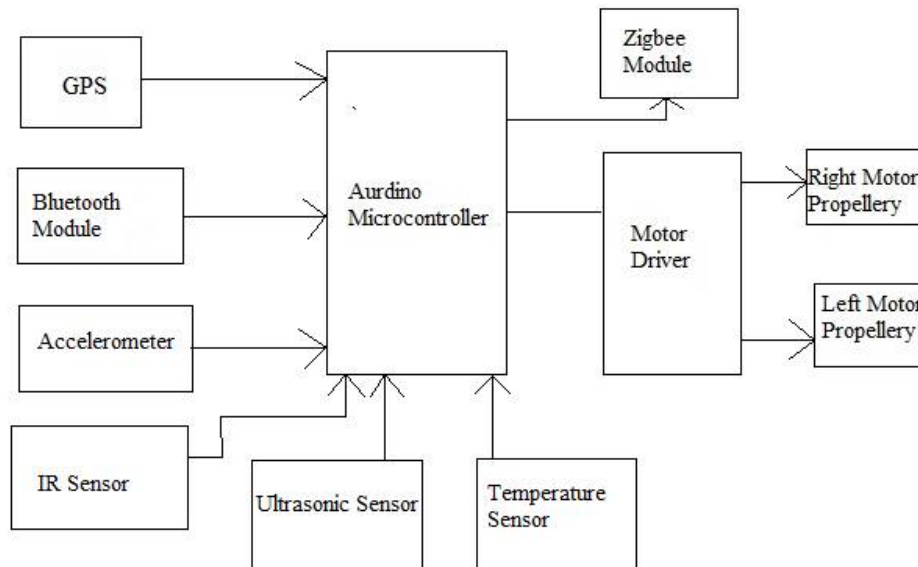 GPS
Bluetooth
Module
Accelerometer
IR Sensor
Ultrasonic Sensor
Temperature
Sensor
Aurdino
Microcontroller
Zigbee
Module
Motor
Driver
Right Motor
Propellery
Left Motor
Propellery